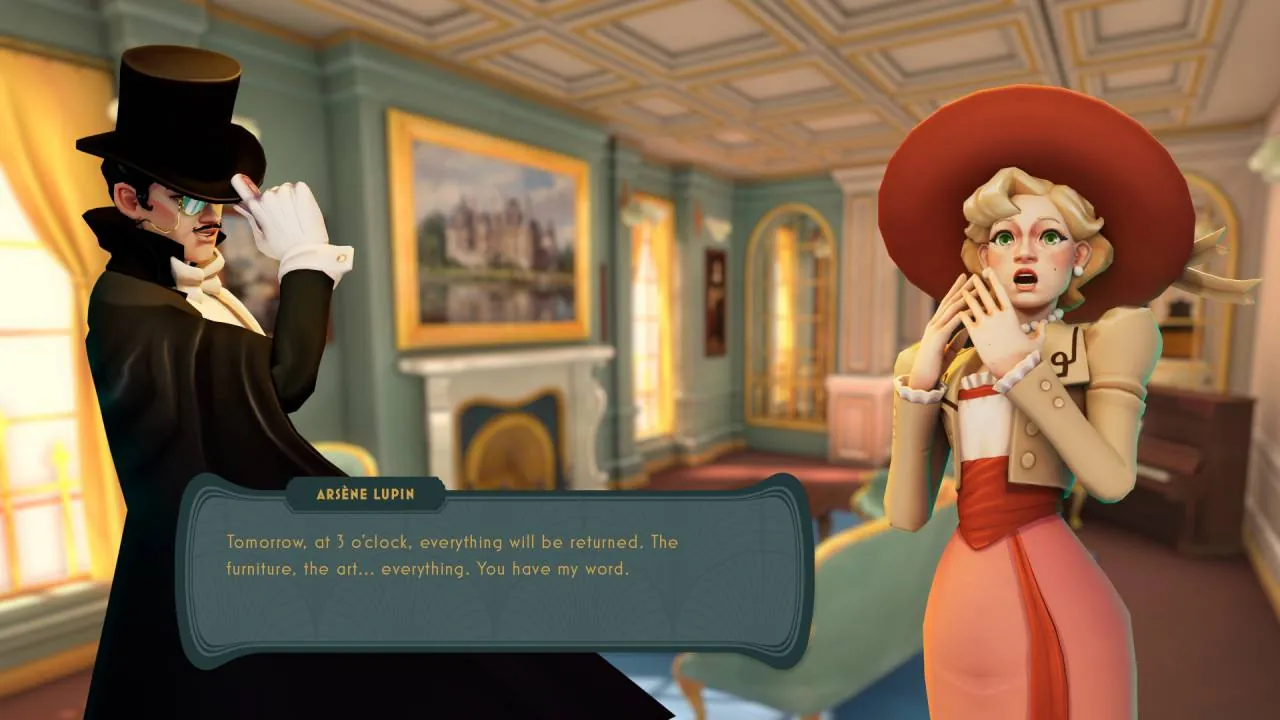 ARSÈNE LUPIN
Tomorrow, at 3 o'clock, everything will be returned. The
furniture, the art... everything. You have my word.